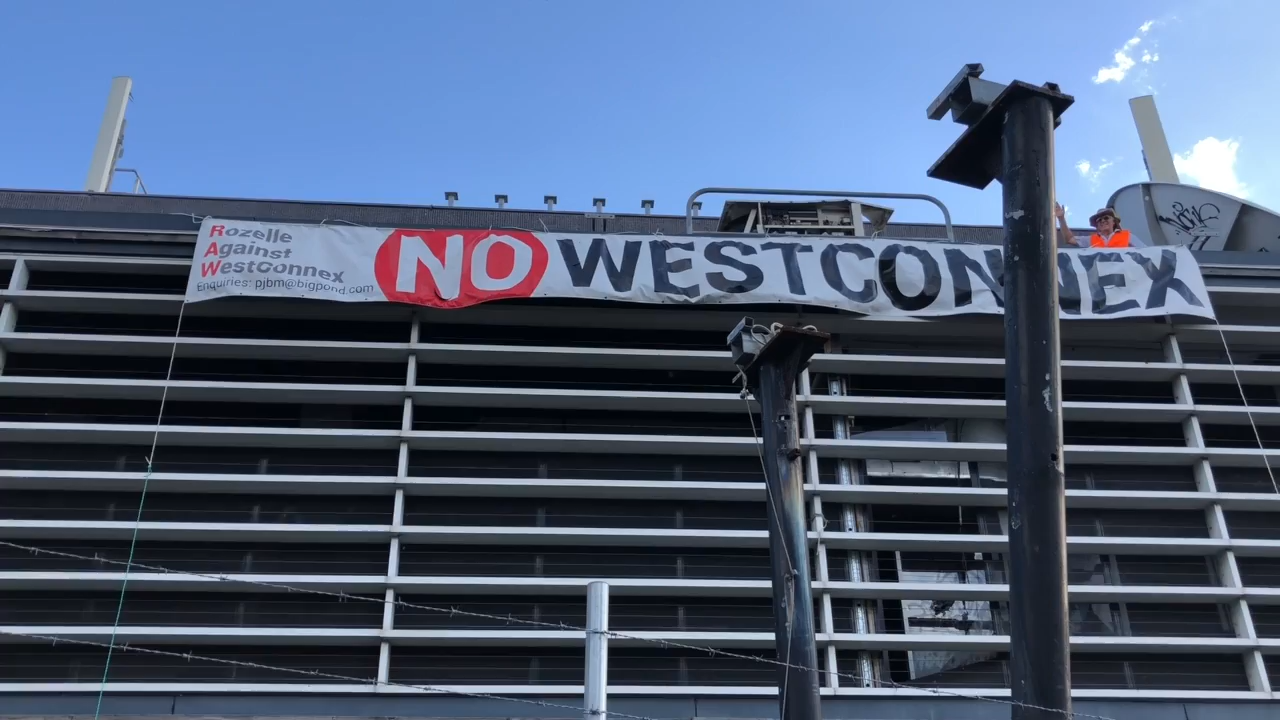 Rozelle
Against
Westconnex
Enquiries: pjbm@bigpond.com
NO WESTCONNEX